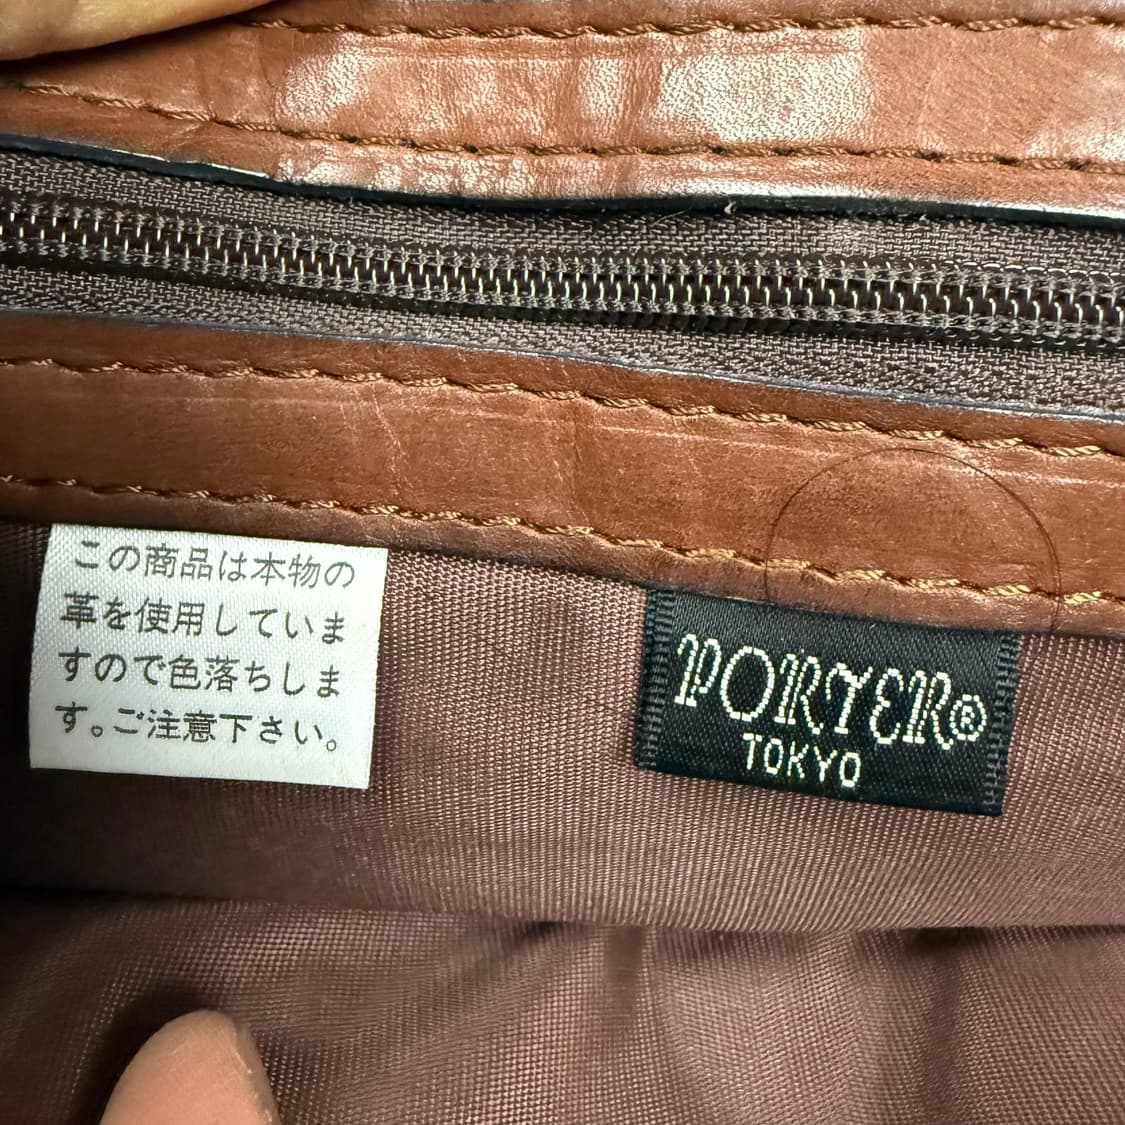 この商品は本物の
革を使用していま
すので色落ちしま
す。ご注意下さい。
PORTER®
TOKYO